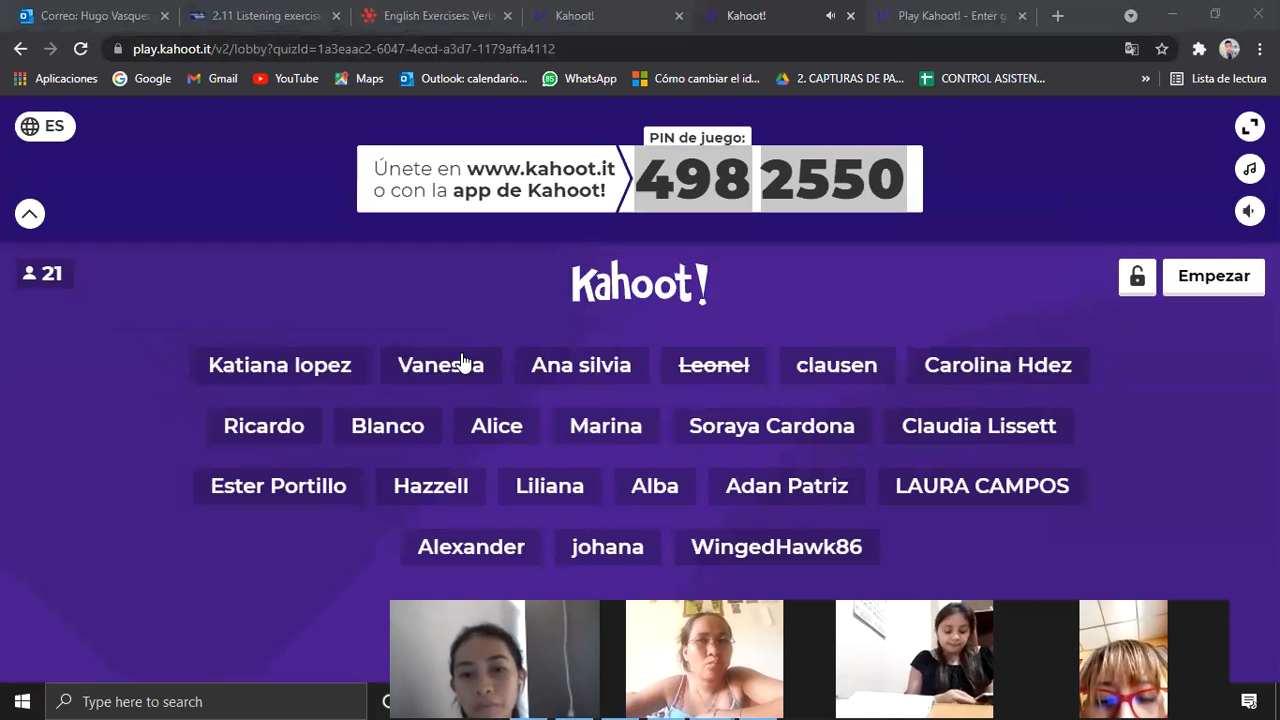 Correo: Hugo Vasque
2.11 Listening exercis
English Exercises: Verb
Kahoot!
Kahoot!
Play Kahoot! - Enter g
play.kahoot.it/v2/lobby?quizId=1a3eaac2-6047-4ecd-a3d7-1179affa4112
Aplicaciones
Google
Gmail
YouTube
Maps
Outlook: calendario...
85
WhatsApp
Cómo cambiar el id...
2. CAPTURAS DE PA...
CONTROL ASISTEN...
»
Lista de lectura
ES
PIN de juego:
Únete en www.kahoot.it
o con la app de Kahoot!
498 2550
21
Kahoot!
Empezar
Katiana lopez Vanessa Ana silvia Leonel clausen Carolina Hdez
Ricardo Blanco Alice Marina Soraya Cardona Claudia Lissett
Ester Portillo Hazzell Liliana Alba Adan Patriz LAURA CAMPOS
Alexander johana WingedHawk86
Type here to search